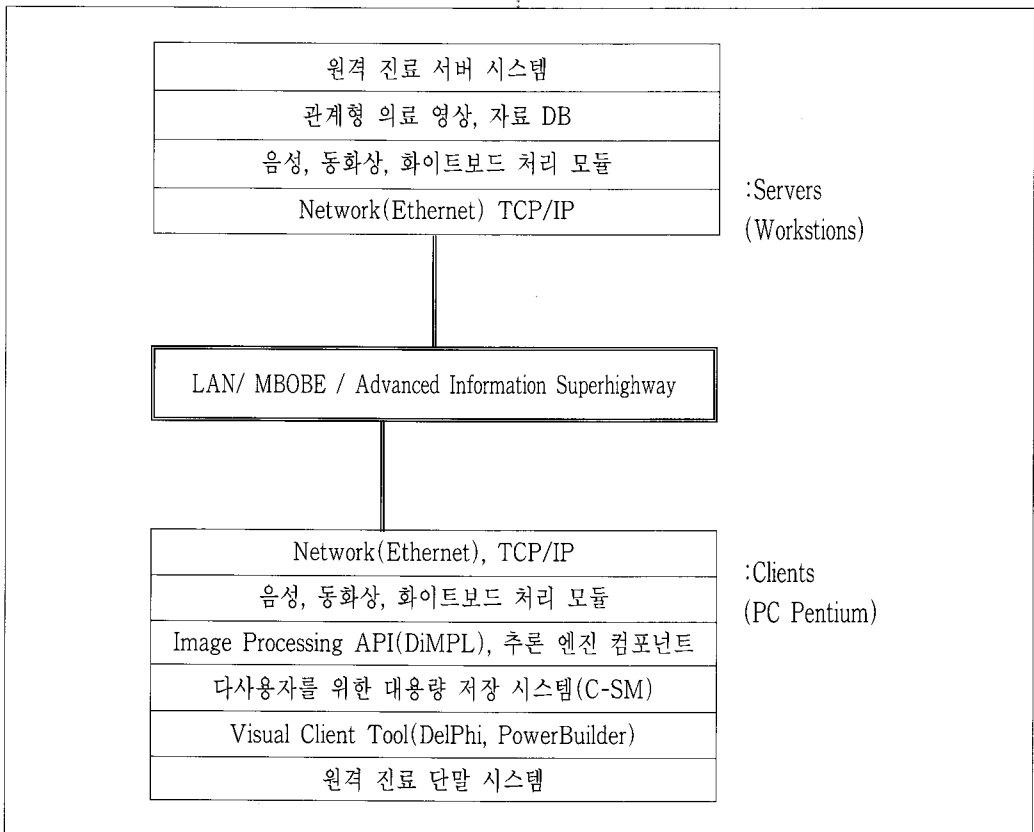 원격 진료 서버 시스템
관계형 의료 영상, 자료 DB
음성, 동화상, 화이트보드 처리 모듈
Network(Ethernet) TCP/IP
:Servers
(Workstions)
LAN/ MBOBE / Advanced Information Superhighway
Network(Ethernet), TCP/IP
음성, 동화상, 화이트보드 처리 모듈
Image Processing API(DiMPL), 추론 엔진 컴포넌트
다사용자를 위한 대용량 저장 시스템(C-SM)
Visual Client Tool(DelPhi, PowerBuilder)
원격 진료 단말 시스템
:Clients
(PC Pentium)